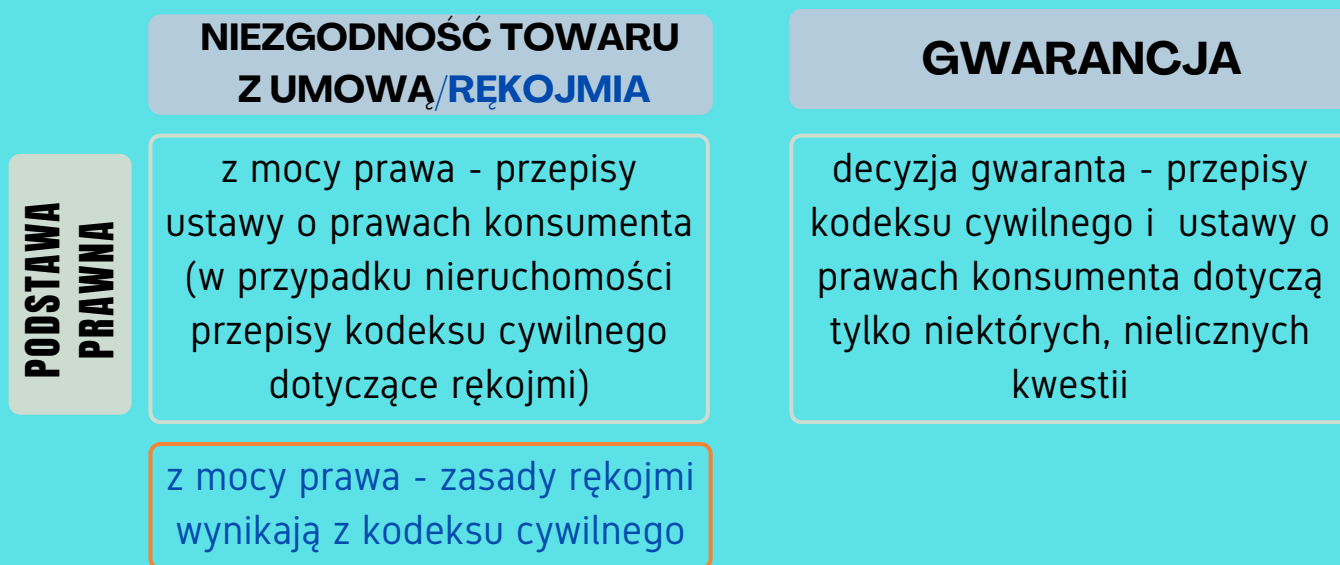 NIEZGODNOŚĆ TOWARU
Z UMOWĄ/RĘKOJMIA
GWARANCJA
PODSTAWA
PRAWNA
z mocy prawa - przepisy
ustawy o prawach konsumenta
(w przypadku nieruchomości
przepisy kodeksu cywilnego
dotyczące rękojmi)
decyzja gwaranta - przepisy
kodeksu cywilnego i ustawy o
prawach konsumenta dotyczą
tylko niektórych, nielicznych
kwestii
z mocy prawa - zasady rękojmi
wynikają z kodeksu cywilnego